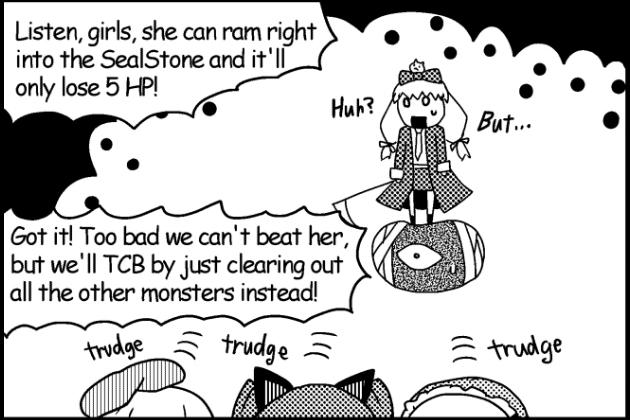 Listen, girls, she can ram right
into the SealStone and it'll
only lose 5 HP!
Huh?
But...
Got it! Too bad we can't beat her,
but we'll TCB by just clearing out
all the other monsters instead!
trudge
trudge
trudge